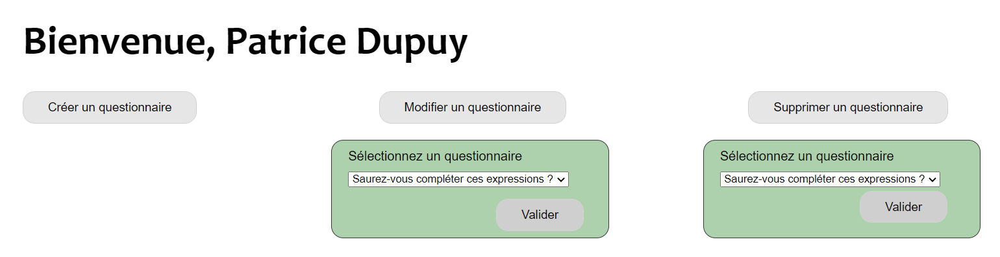 Bienvenue, Patrice Dupuy
Créer un questionnaire
Modifier un questionnaire
Supprimer un questionnaire
Sélectionnez un questionnaire
Saurez-vous compléter ces expressions ?
Valider
Sélectionnez un questionnaire
Saurez-vous compléter ces expressions ?
Valider